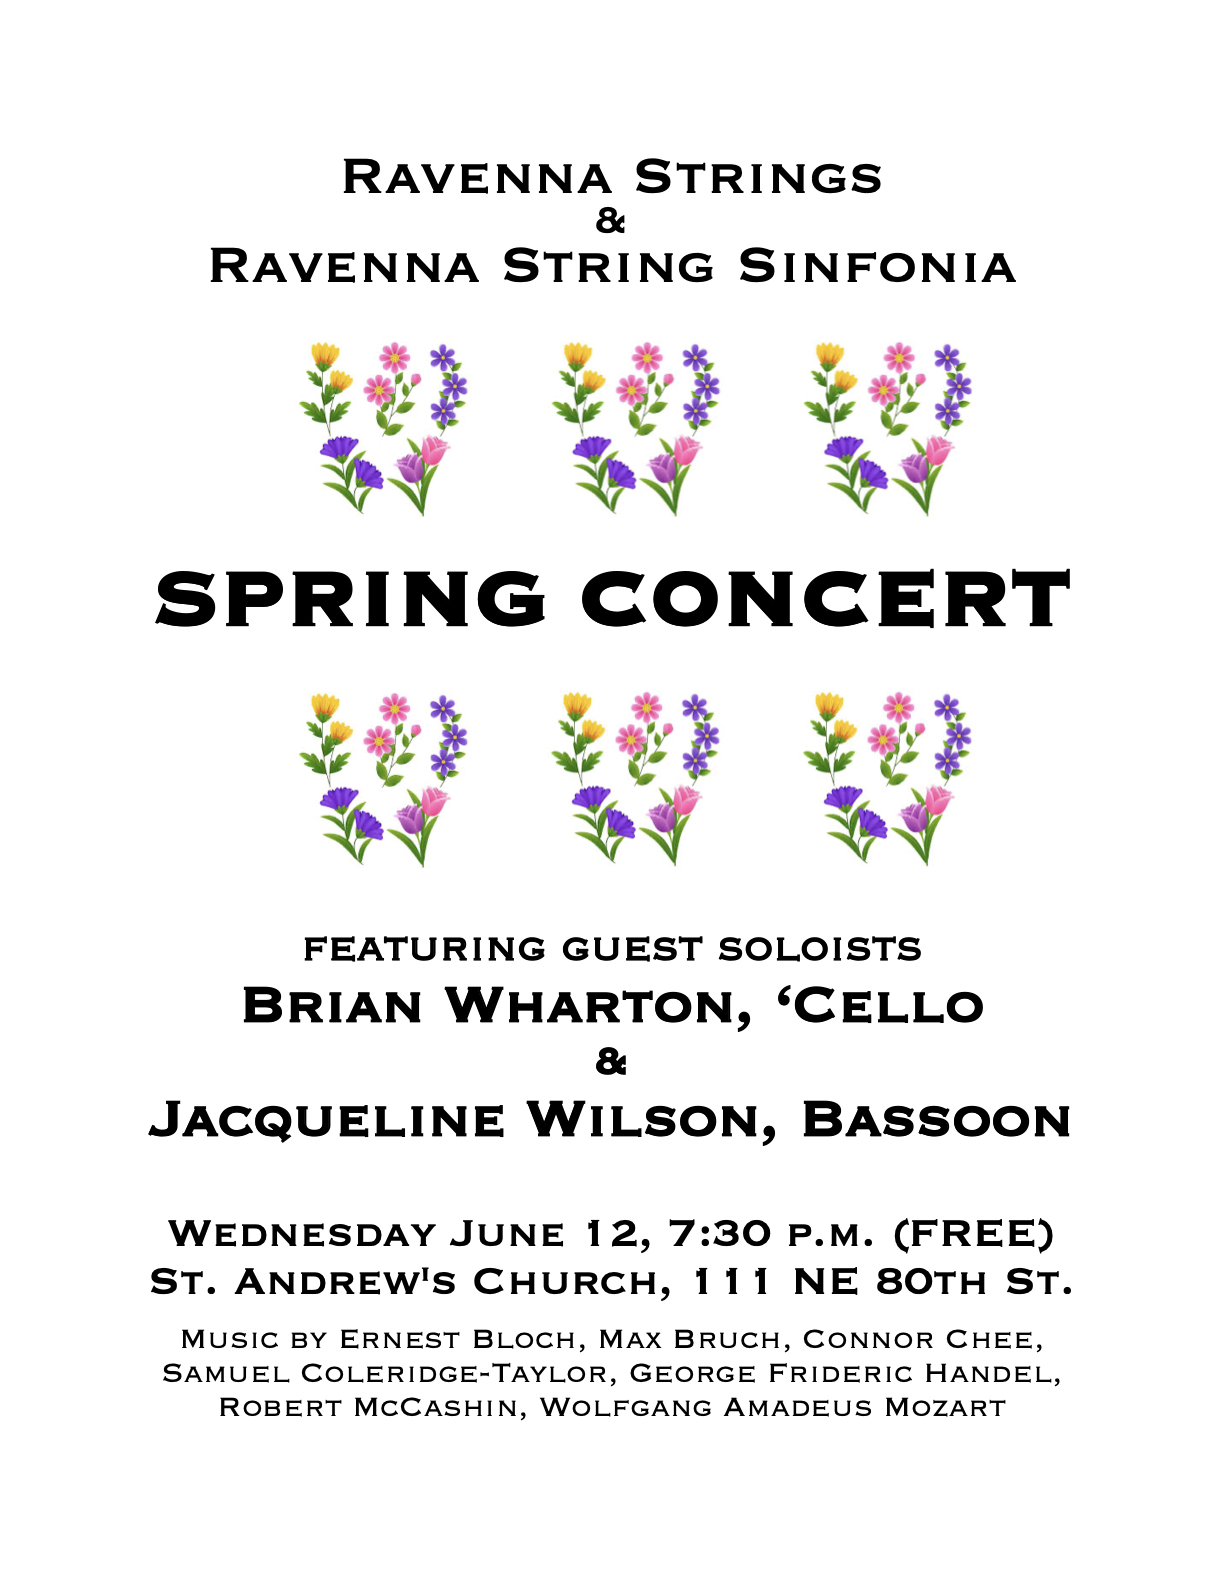 Ravenna Strings
&
Ravenna String Sinfonia
SPRING CONCERT
FEATURING GUEST SOLOISTS
Brian Wharton, ‘Cello
&
Jacqueline Wilson, Bassoon
Wednesday June 12, 7:30 p.m. (FREE)
St. Andrew's Church, 111 NE 80th St.
Music by Ernest Bloch, Max Bruch, Connor Chee,
Samuel Coleridge-Taylor, George Frideric Handel,
Robert McCashin, Wolfgang Amadeus Mozart